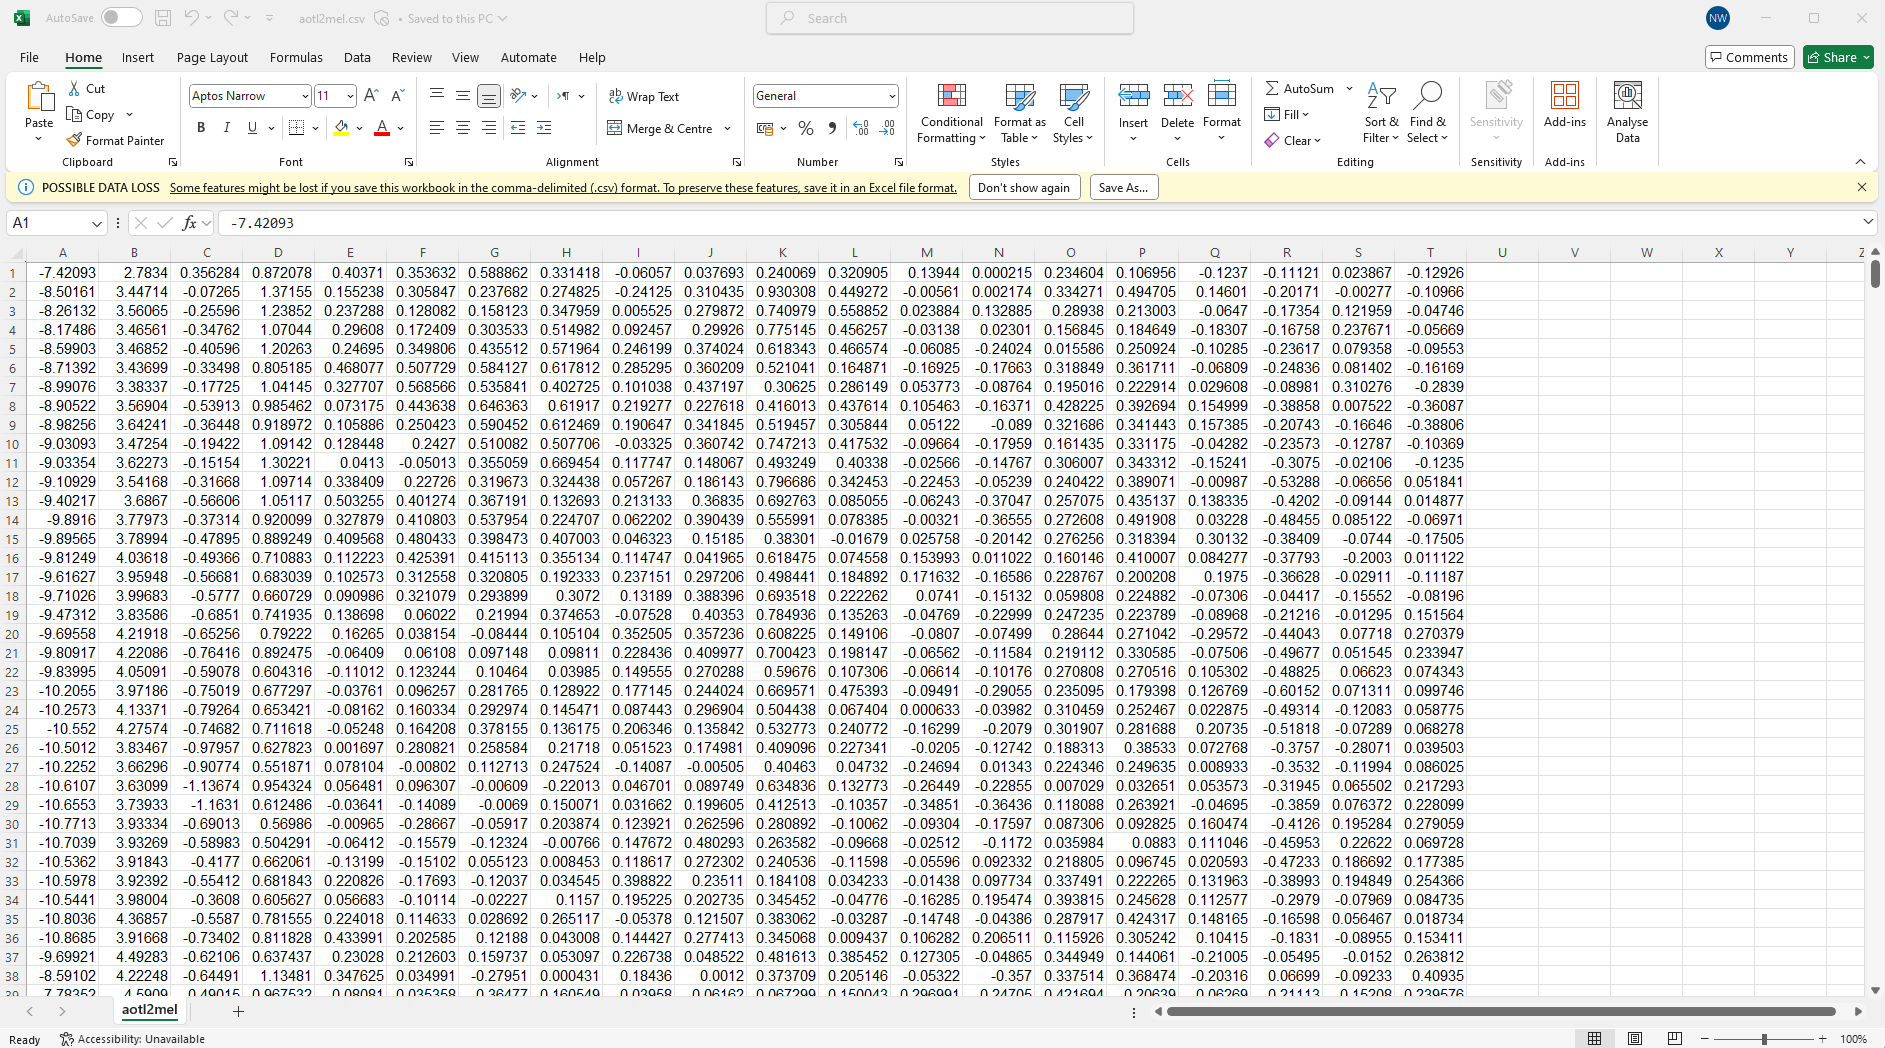 AutoSave aotl2mel.csv • Saved to this PC Search NW
File Home Insert Page Layout Formulas Data Review View Automate Help Comments Share
Paste Cut Copy Format Painter Clipboard
Aptos Narrow 11 B I U Font
Wrap Text Merge & Centre Alignment
General Number
Conditional Formatting Format as Table Cell Styles Styles
Insert Delete Format Cells
AutoSum Fill Clear Sort & Filter Find & Select Editing
Sensitivity Sensitivity
Add-ins Add-ins
Analyse Data
POSSIBLE DATA LOSS Some features might be lost if you save this workbook in the comma-delimited (.csv) format. To preserve these features, save it in an Excel file format. Don't show again Save As...
A1 fx -7.42093
A B C D E F G H I J K L M N O P Q R S T U V W X Y Z
1 -7.42093 2.7834 0.356284 0.872078 0.40371 0.353632 0.588862 0.331418 -0.06057 0.037693 0.240069 0.320905 0.13944 0.000215 0.234604 0.106956 -0.1237 -0.11121 0.023867 -0.12926
2 -8.50161 3.44714 -0.07265 1.37155 0.155238 0.305847 0.237682 0.274825 -0.24125 0.310435 0.930308 0.449272 -0.00561 0.002174 0.334271 0.494705 0.14601 -0.20171 -0.00277 -0.10966
3 -8.26132 3.56065 -0.25596 1.23852 0.237288 0.128082 0.158123 0.347959 0.005525 0.279872 0.740979 0.558852 0.023884 0.132885 0.28938 0.213003 -0.0647 -0.17354 0.121959 -0.04746
4 -8.17486 3.46561 -0.34762 1.07044 0.29608 0.172409 0.303533 0.514982 0.092457 0.29926 0.775145 0.456257 -0.03138 0.02301 0.156845 0.184649 -0.18307 -0.16758 0.237671 -0.05669
5 -8.59903 3.46852 -0.40596 1.20263 0.24695 0.349806 0.435512 0.571964 0.246199 0.374024 0.618343 0.466574 -0.06085 -0.24024 0.015586 0.250924 -0.10285 -0.23617 0.079358 -0.09553
6 -8.71392 3.43699 -0.33498 0.805185 0.468077 0.507729 0.584127 0.617812 0.285295 0.360209 0.521041 0.164871 -0.16925 -0.17663 0.318849 0.361711 -0.06809 -0.24836 0.081402 -0.16169
7 -8.99076 3.38337 -0.17725 1.04145 0.327707 0.568566 0.535841 0.402725 0.101038 0.437197 0.30625 0.286149 0.053773 -0.08764 0.195016 0.222914 0.029608 -0.08981 0.310276 -0.2839
8 -8.90522 3.56904 -0.53913 0.985462 0.073175 0.443638 0.646363 0.61917 0.219277 0.227618 0.416013 0.437614 0.105463 -0.16371 0.428225 0.392694 0.154999 -0.38858 0.007522 -0.36087
9 -8.98256 3.64241 -0.36448 0.918972 0.105886 0.250423 0.590452 0.612469 0.190647 0.341845 0.519457 0.305844 0.05122 -0.089 0.321686 0.341443 0.157385 -0.20743 -0.16646 -0.38806
10 -9.03093 3.47254 -0.19422 1.09142 0.128448 0.2427 0.510082 0.507706 -0.03325 0.360742 0.747213 0.417532 -0.09664 -0.17959 0.161435 0.331175 -0.04282 -0.23573 -0.12787 -0.10369
11 -9.03354 3.62273 -0.15154 1.30221 0.0413 -0.05013 0.355059 0.669454 0.117747 0.148067 0.493249 0.40338 -0.02566 -0.14767 0.306007 0.343312 -0.15241 -0.3075 -0.02106 -0.1235
12 -9.10929 3.54168 -0.31668 1.09714 0.338409 0.22726 0.319673 0.324438 0.057267 0.186143 0.796686 0.342453 -0.22453 -0.05239 0.240422 0.389071 -0.00987 -0.53288 -0.06656 0.051841
13 -9.40217 3.6867 -0.56606 1.05117 0.503255 0.401274 0.367191 0.132693 0.213133 0.36835 0.692763 0.085055 -0.06243 -0.37047 0.257075 0.435137 0.138335 -0.4202 -0.09144 0.014877
14 -9.8916 3.77973 -0.37314 0.920099 0.327879 0.410803 0.537954 0.224707 0.062202 0.390439 0.555991 0.078385 -0.00321 -0.36555 0.272608 0.491908 0.03228 -0.48455 0.085122 -0.06971
15 -9.89565 3.78994 -0.47895 0.889249 0.409568 0.480433 0.398473 0.407003 0.046323 0.15185 0.38301 -0.01679 0.025758 -0.20142 0.276256 0.318394 0.30132 -0.38409 -0.0744 -0.17505
16 -9.81249 4.03618 -0.49366 0.710883 0.112223 0.425391 0.415113 0.355134 0.114747 0.041965 0.618475 0.074558 0.153993 0.011022 0.160146 0.410007 0.084277 -0.37793 -0.2003 0.011122
17 -9.61627 3.95948 -0.56681 0.683039 0.102573 0.312558 0.320805 0.192333 0.237151 0.297206 0.498441 0.184892 0.171632 -0.16586 0.228767 0.200208 0.1975 -0.36628 -0.02911 -0.11187
18 -9.71026 3.99683 -0.5777 0.660729 0.090986 0.321079 0.293899 0.3072 0.13189 0.388396 0.693518 0.222262 0.0741 -0.15132 0.059808 0.224882 -0.07306 -0.04417 -0.15552 -0.08196
19 -9.47312 3.83586 -0.6851 0.741935 0.138698 0.06022 0.21994 0.374653 -0.07528 0.40353 0.784936 0.135263 -0.04769 -0.22999 0.247235 0.223789 -0.08968 -0.21216 -0.01295 0.151564
20 -9.69558 4.21918 -0.65256 0.79222 0.16265 0.038154 -0.08444 0.105104 0.352505 0.357236 0.608225 0.149106 -0.0807 -0.07499 0.28644 0.271042 -0.29572 -0.44043 0.07718 0.270379
21 -9.80917 4.22086 -0.76416 0.892475 -0.06409 0.06108 0.097148 0.09811 0.228436 0.409977 0.700423 0.198147 -0.06562 -0.11584 0.219112 0.330585 -0.07506 -0.49677 0.051545 0.233947
22 -9.83995 4.05091 -0.59078 0.604316 -0.11012 0.123244 0.10464 0.03985 0.149555 0.270288 0.59676 0.107306 -0.06614 -0.10176 0.270808 0.270516 0.105302 -0.48825 0.06623 0.074343
23 -10.2055 3.97186 -0.75019 0.677297 -0.03761 0.096257 0.281765 0.128922 0.177145 0.244024 0.669571 0.475393 -0.09491 -0.29055 0.235095 0.179398 0.126769 -0.60152 0.071311 0.099746
24 -10.2573 4.13371 -0.79264 0.653421 -0.08162 0.160334 0.292974 0.145471 0.087443 0.296904 0.504438 0.067404 0.000633 -0.03982 0.310459 0.252467 0.022875 -0.49314 -0.12083 0.058775
25 -10.552 4.27574 -0.74682 0.711618 -0.05248 0.164208 0.378155 0.136175 0.206346 0.135842 0.532773 0.240772 -0.16299 -0.2079 0.301907 0.281688 0.20735 -0.51818 -0.07289 0.068278
26 -10.5012 3.83467 -0.97957 0.627823 0.001697 0.280821 0.258584 0.21718 0.051523 0.174981 0.409096 0.227341 -0.0205 -0.12742 0.188313 0.38533 0.072768 -0.3757 -0.28071 0.039503
27 -10.2252 3.66296 -0.90774 0.551871 0.078104 -0.00802 0.112713 0.247524 -0.14087 -0.00505 0.40463 0.04732 -0.24694 0.01343 0.224346 0.249635 0.008933 -0.3532 -0.11994 0.086025
28 -10.6107 3.63099 -1.13674 0.954324 0.056481 0.096307 -0.00609 -0.22013 0.046701 0.089749 0.634836 0.132773 -0.26449 -0.22855 0.007029 0.032651 0.053573 -0.31945 0.065502 0.217293
29 -10.6553 3.73933 -1.1631 0.612486 -0.03641 -0.14089 -0.0069 0.150071 0.031662 0.199605 0.412513 -0.10357 -0.34851 -0.36436 0.118088 0.263921 -0.04695 -0.3859 0.076372 0.228099
30 -10.7713 3.93334 -0.69013 0.56986 -0.00965 -0.28667 -0.05917 0.203874 0.123921 0.262596 0.280892 -0.10062 -0.09304 -0.17597 0.087306 0.092825 0.160474 -0.4126 0.195284 0.279059
31 -10.7039 3.93269 -0.58983 0.504291 -0.06412 -0.15579 -0.12324 -0.00766 0.147672 0.480293 0.263582 -0.09668 -0.02512 -0.1172 0.035984 0.0883 0.111046 -0.45953 0.22622 0.069728
32 -10.5362 3.91843 -0.4177 0.662061 -0.13199 -0.15102 0.055123 0.008453 0.118617 0.272302 0.240536 -0.11598 -0.05596 0.092332 0.218805 0.096745 0.020593 -0.47233 0.186692 0.177385
33 -10.5978 3.92392 -0.55412 0.681843 0.220826 -0.17693 -0.12037 0.034545 0.398822 0.23511 0.184108 0.034233 -0.01438 0.097734 0.337491 0.222265 0.131963 -0.38993 0.194849 0.254366
34 -10.5441 3.98004 -0.3608 0.605627 0.056683 -0.10114 -0.02227 0.1157 0.195225 0.202735 0.345452 -0.04776 -0.16285 0.195474 0.393815 0.245628 0.112577 -0.2979 -0.07969 0.084735
35 -10.8036 4.36857 -0.5587 0.781555 0.224018 0.114633 0.028692 0.265117 -0.05378 0.121507 0.383062 -0.03287 -0.14748 -0.04386 0.287917 0.424317 0.148165 -0.16598 0.056467 0.018734
36 -10.8685 3.91668 -0.73402 0.811828 0.433991 0.202585 0.12188 0.043008 0.144427 0.277413 0.345068 0.009437 0.106282 0.206511 0.115926 0.305242 0.10415 -0.1831 -0.08955 0.153411
37 -9.69921 4.49283 -0.62106 0.637437 0.23028 0.212603 0.159737 0.053097 0.226738 0.048522 0.481613 0.385452 0.127305 -0.04865 0.344949 0.144061 -0.21005 -0.05495 -0.0152 0.263812
38 -8.59102 4.22248 -0.64491 1.13481 0.347625 0.034991 -0.27951 0.000431 0.18436 0.0012 0.373709 0.205146 -0.05322 -0.357 0.337514 0.368474 -0.20316 0.06699 -0.09233 0.40935
aotl2mel
Ready Accessibility: Unavailable 100%